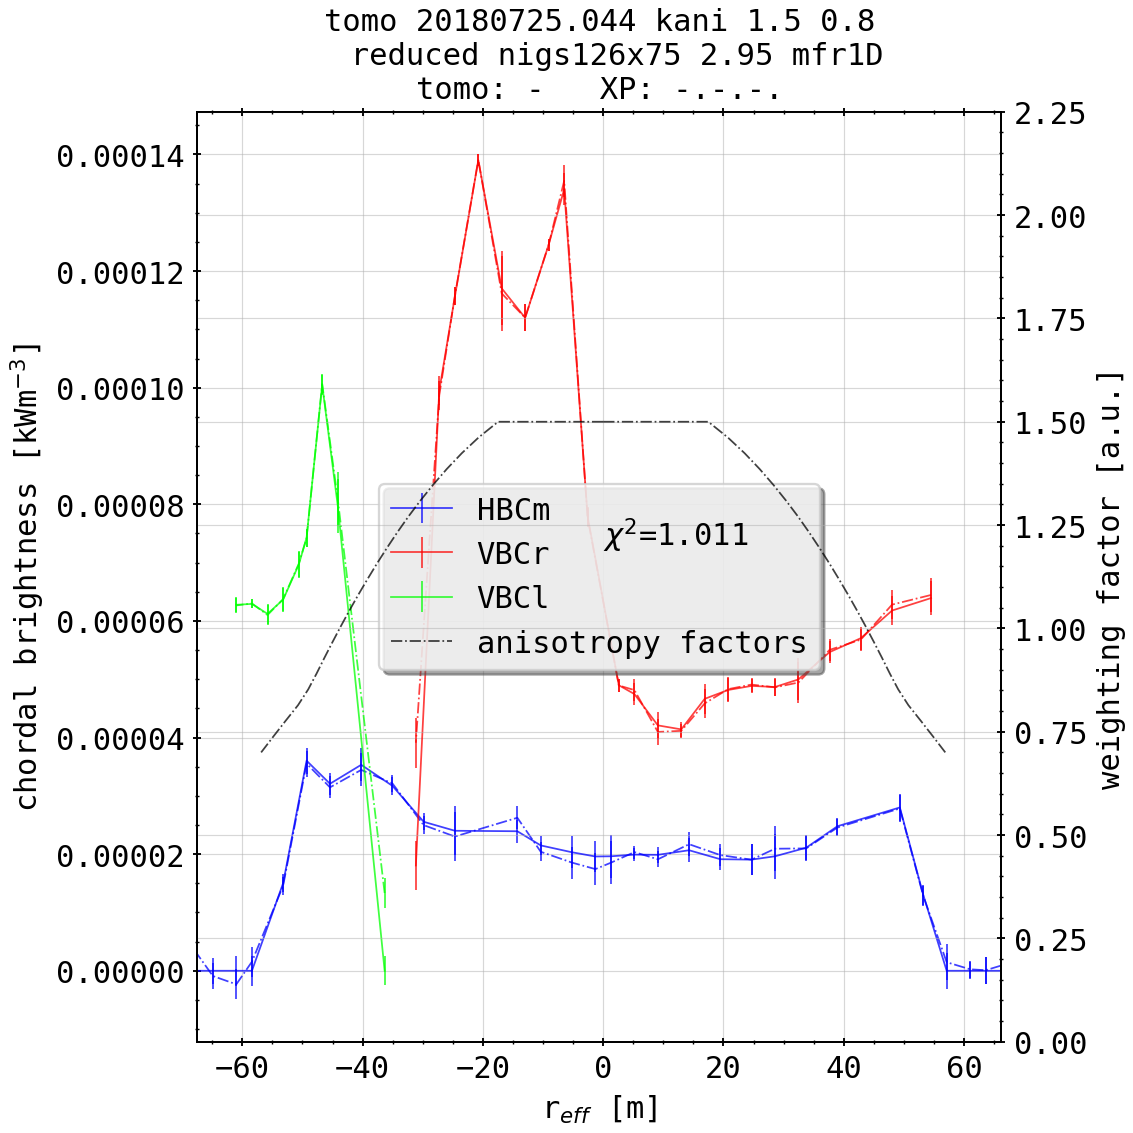 tomo 20180725.044 kani 1.5 0.8
reduced nigs126x75 2.95 mfr1D
tomo: -   XP: -.-.-.
chordal brightness [kWm⁻³]
0.00014
0.00012
0.00010
0.00008
0.00006
0.00004
0.00002
0.00000
HBCm
VBCr
VBCl
anisotropy factors
χ²=1.011
2.25
2.00
1.75
1.50
1.25
1.00
0.75
0.50
0.25
0.00
weighting factor [a.u.]
−60 −40 −20 0 20 40 60
r_eff [m]